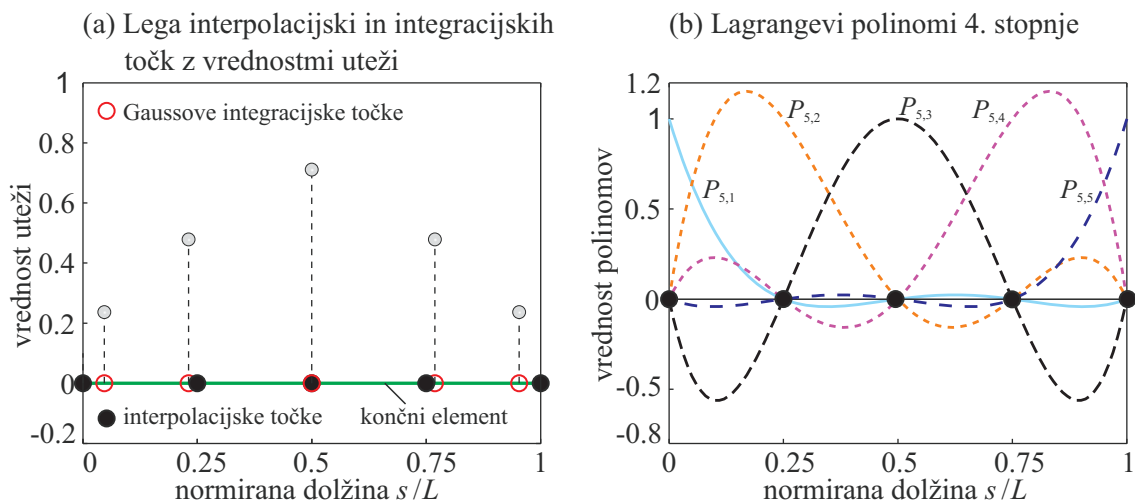 (a) Lega interpolacijski in integracijskih
točk z vrednostmi uteži
1
0.8
0.6
0.4
0.2
0
-0.2
vrednost uteži
Gaussove integracijske točke
interpolacijske točke
končni element
0 0.25 0.5 0.75 1
normirana dolžina s/L
(b) Lagrangevi polinomi 4. stopnje
1.2
1
0.5
0
-0.5
-0.8
vrednost polinomov
P5,2 P5,3 P5,4
P5,1 P5,5
0 0.25 0.5 0.75 1
normirana dolžina s/L